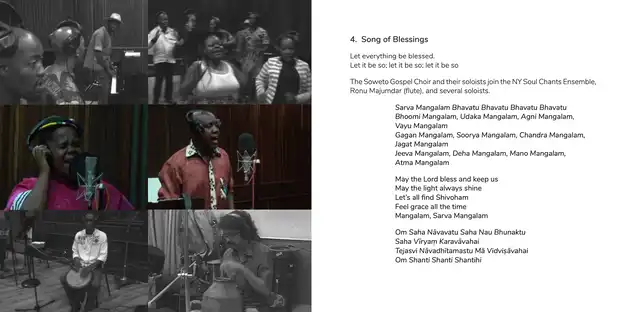 4. Song of Blessings
Let everything be blessed.
Let it be so; let it be so; let it be so
The Soweto Gospel Choir and their soloists join the NY Soul Chants Ensemble,
Ronu Majumdar (flute), and several soloists.
Sarva Mangalam Bhavatu Bhavatu Bhavatu Bhavatu
Bhoomi Mangalam, Udaka Mangalam, Agni Mangalam,
Vayu Mangalam
Gagan Mangalam, Soorya Mangalam, Chandra Mangalam,
Jagat Mangalam
Jeeva Mangalam, Deha Mangalam, Mano Mangalam,
Atma Mangalam
May the Lord bless and keep us
May the light always shine
Let's all find Shivoham
Feel grace all the time
Mangalam, Sarva Mangalam
Om Saha Nāvavatu Saha Nau Bhunaktu
Saha Vīryaṃ Karavāvahai
Tejasvi Nāvadhītamastu Mā Vidviṣāvahai
Om Shanti Shanti Shantihi